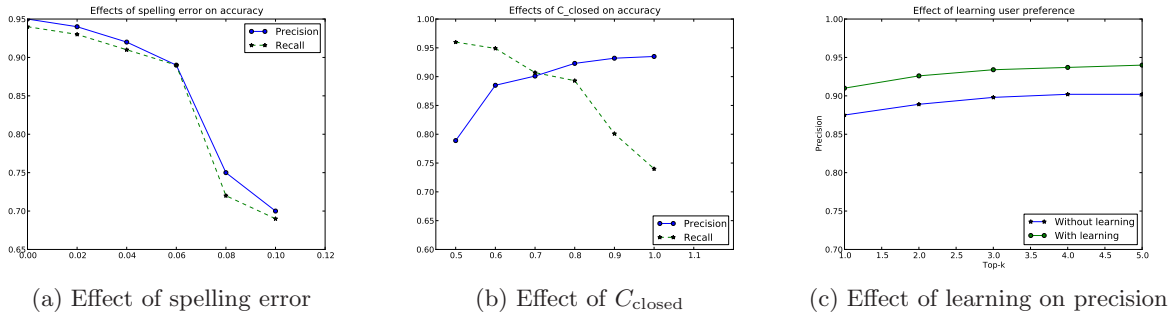 Effects of spelling error on accuracy
0.95
0.90
0.85
0.80
0.75
0.70
0.65
0.00 0.02 0.04 0.06 0.08 0.10 0.12
Precision
Recall
(a) Effect of spelling error
Effects of C_closed on accuracy
1.00
0.95
0.90
0.85
0.80
0.75
0.70
0.65
0.60
0.5 0.6 0.7 0.8 0.9 1.0 1.1
Precision
Recall
(b) Effect of C_closed
Effect of learning user preference
1.00
0.95
0.90
0.85
0.80
0.75
0.70
Precision
1.0 1.5 2.0 2.5 3.0 3.5 4.0 4.5 5.0
Top-k
Without learning
With learning
(c) Effect of learning on precision